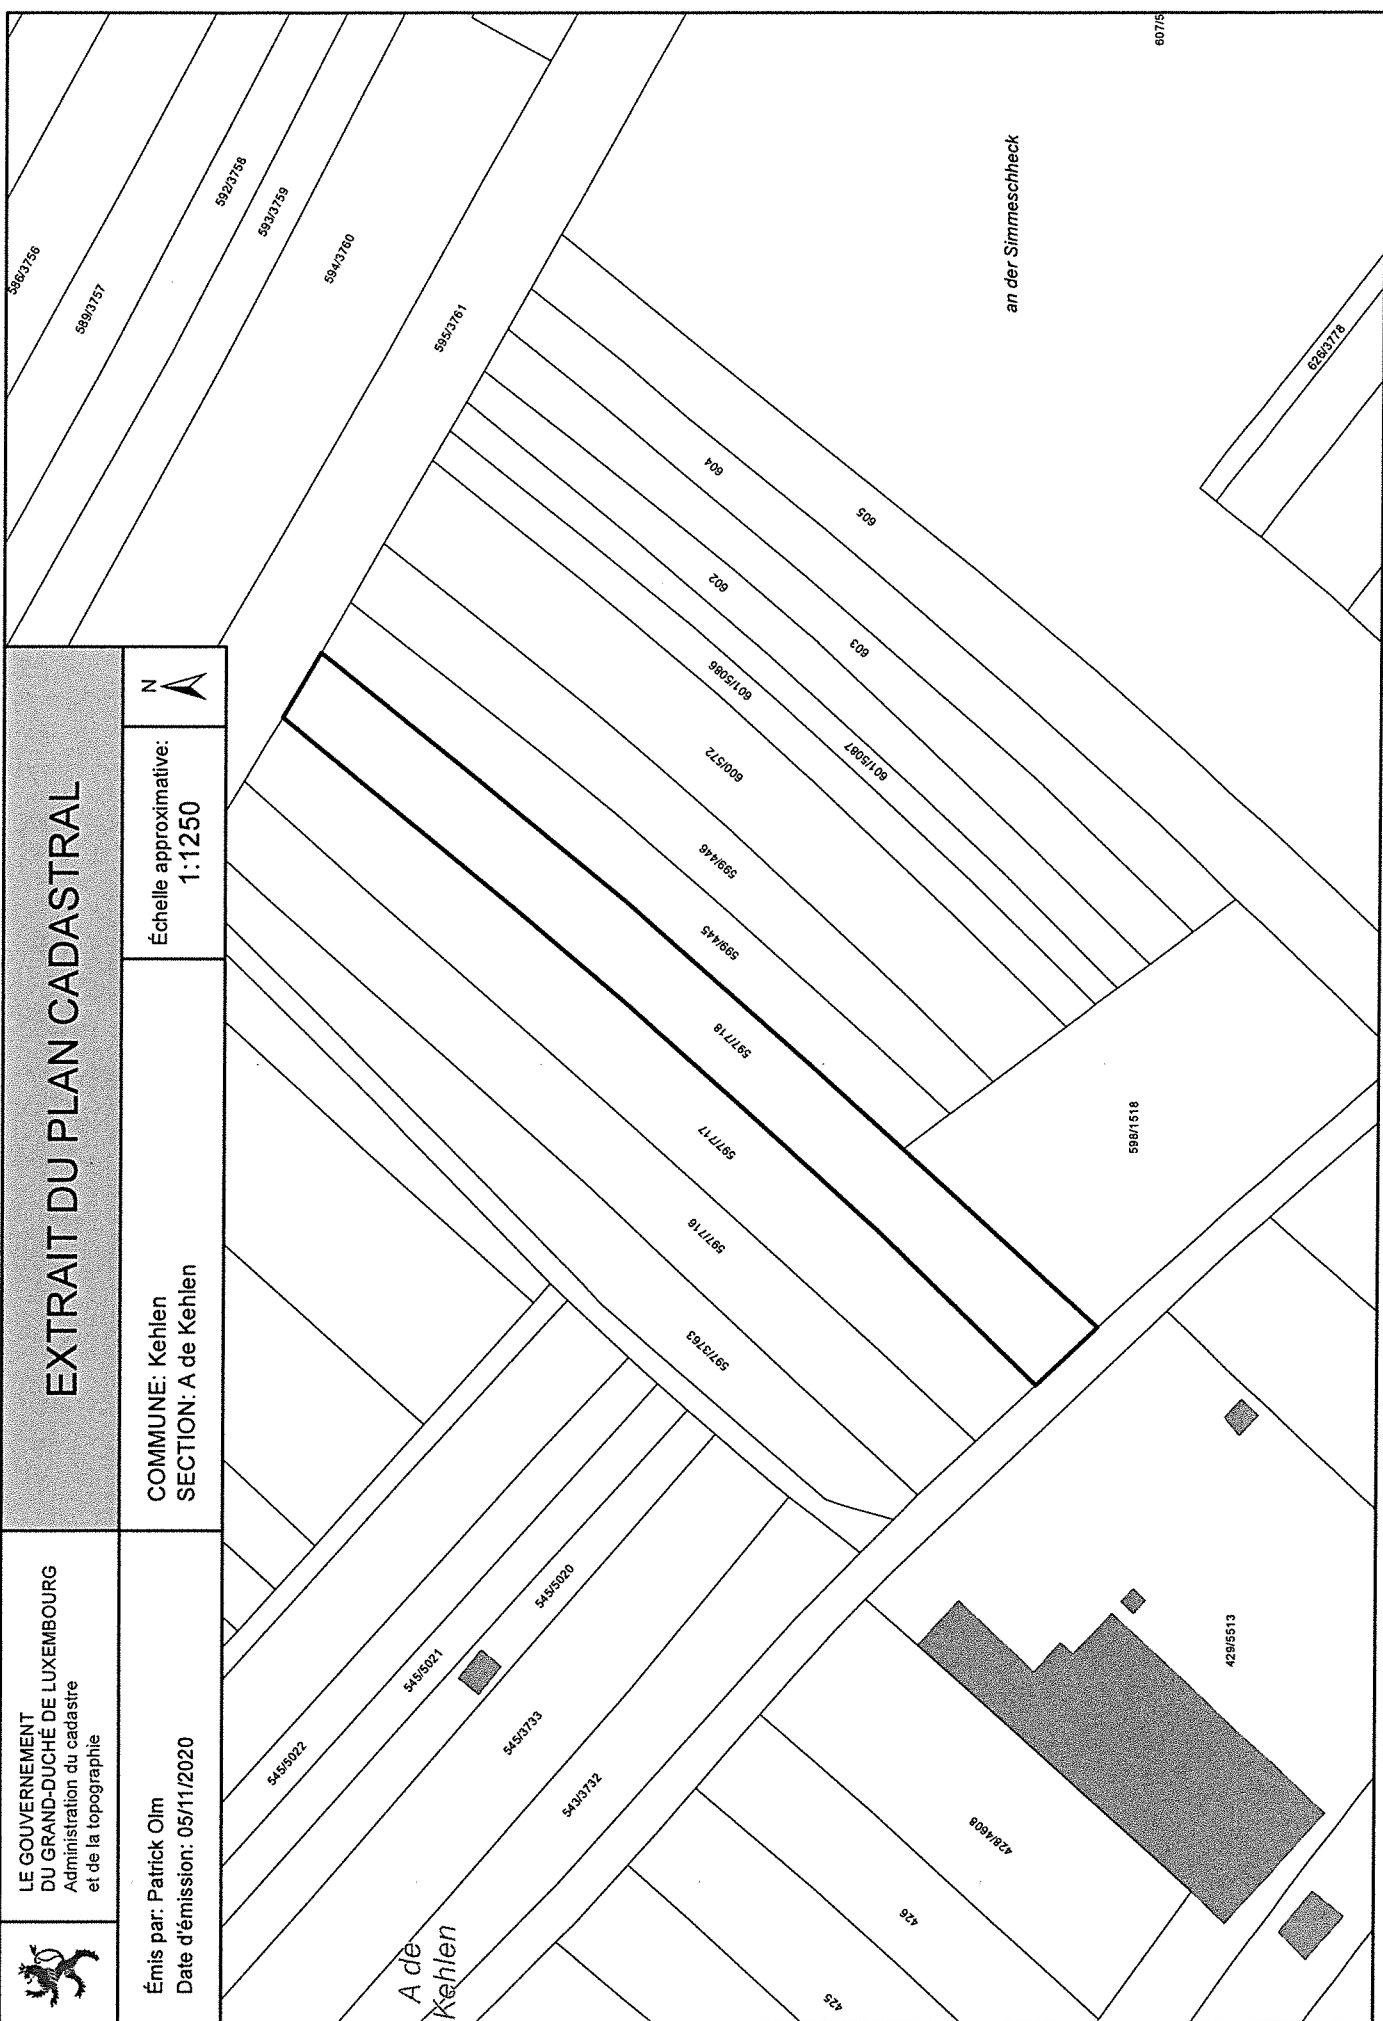 LE GOUVERNEMENT
DU GRAND-DUCHÉ DE LUXEMBOURG
Administration du cadastre
et de la topographie
EXTRAIT DU PLAN CADASTRAL
Émis par: Patrick Olm
Date d'émission: 05/11/2020
COMMUNE: Kehlen
SECTION: A de Kehlen
Échelle approximative:
1:1250
N
586/3756
589/3757
592/3758
593/3759
594/3760
595/3761
an der Simmeschheck
607/5
626/3778
604
605
602
603
601/5086
601/5087
600/572
599/446
599/445
597/718
597/717
597/716
597/3763
598/1518
545/5020
545/5021
545/5022
545/3733
543/3732
A de
Kehlen
429/5513
428/4608
426
425